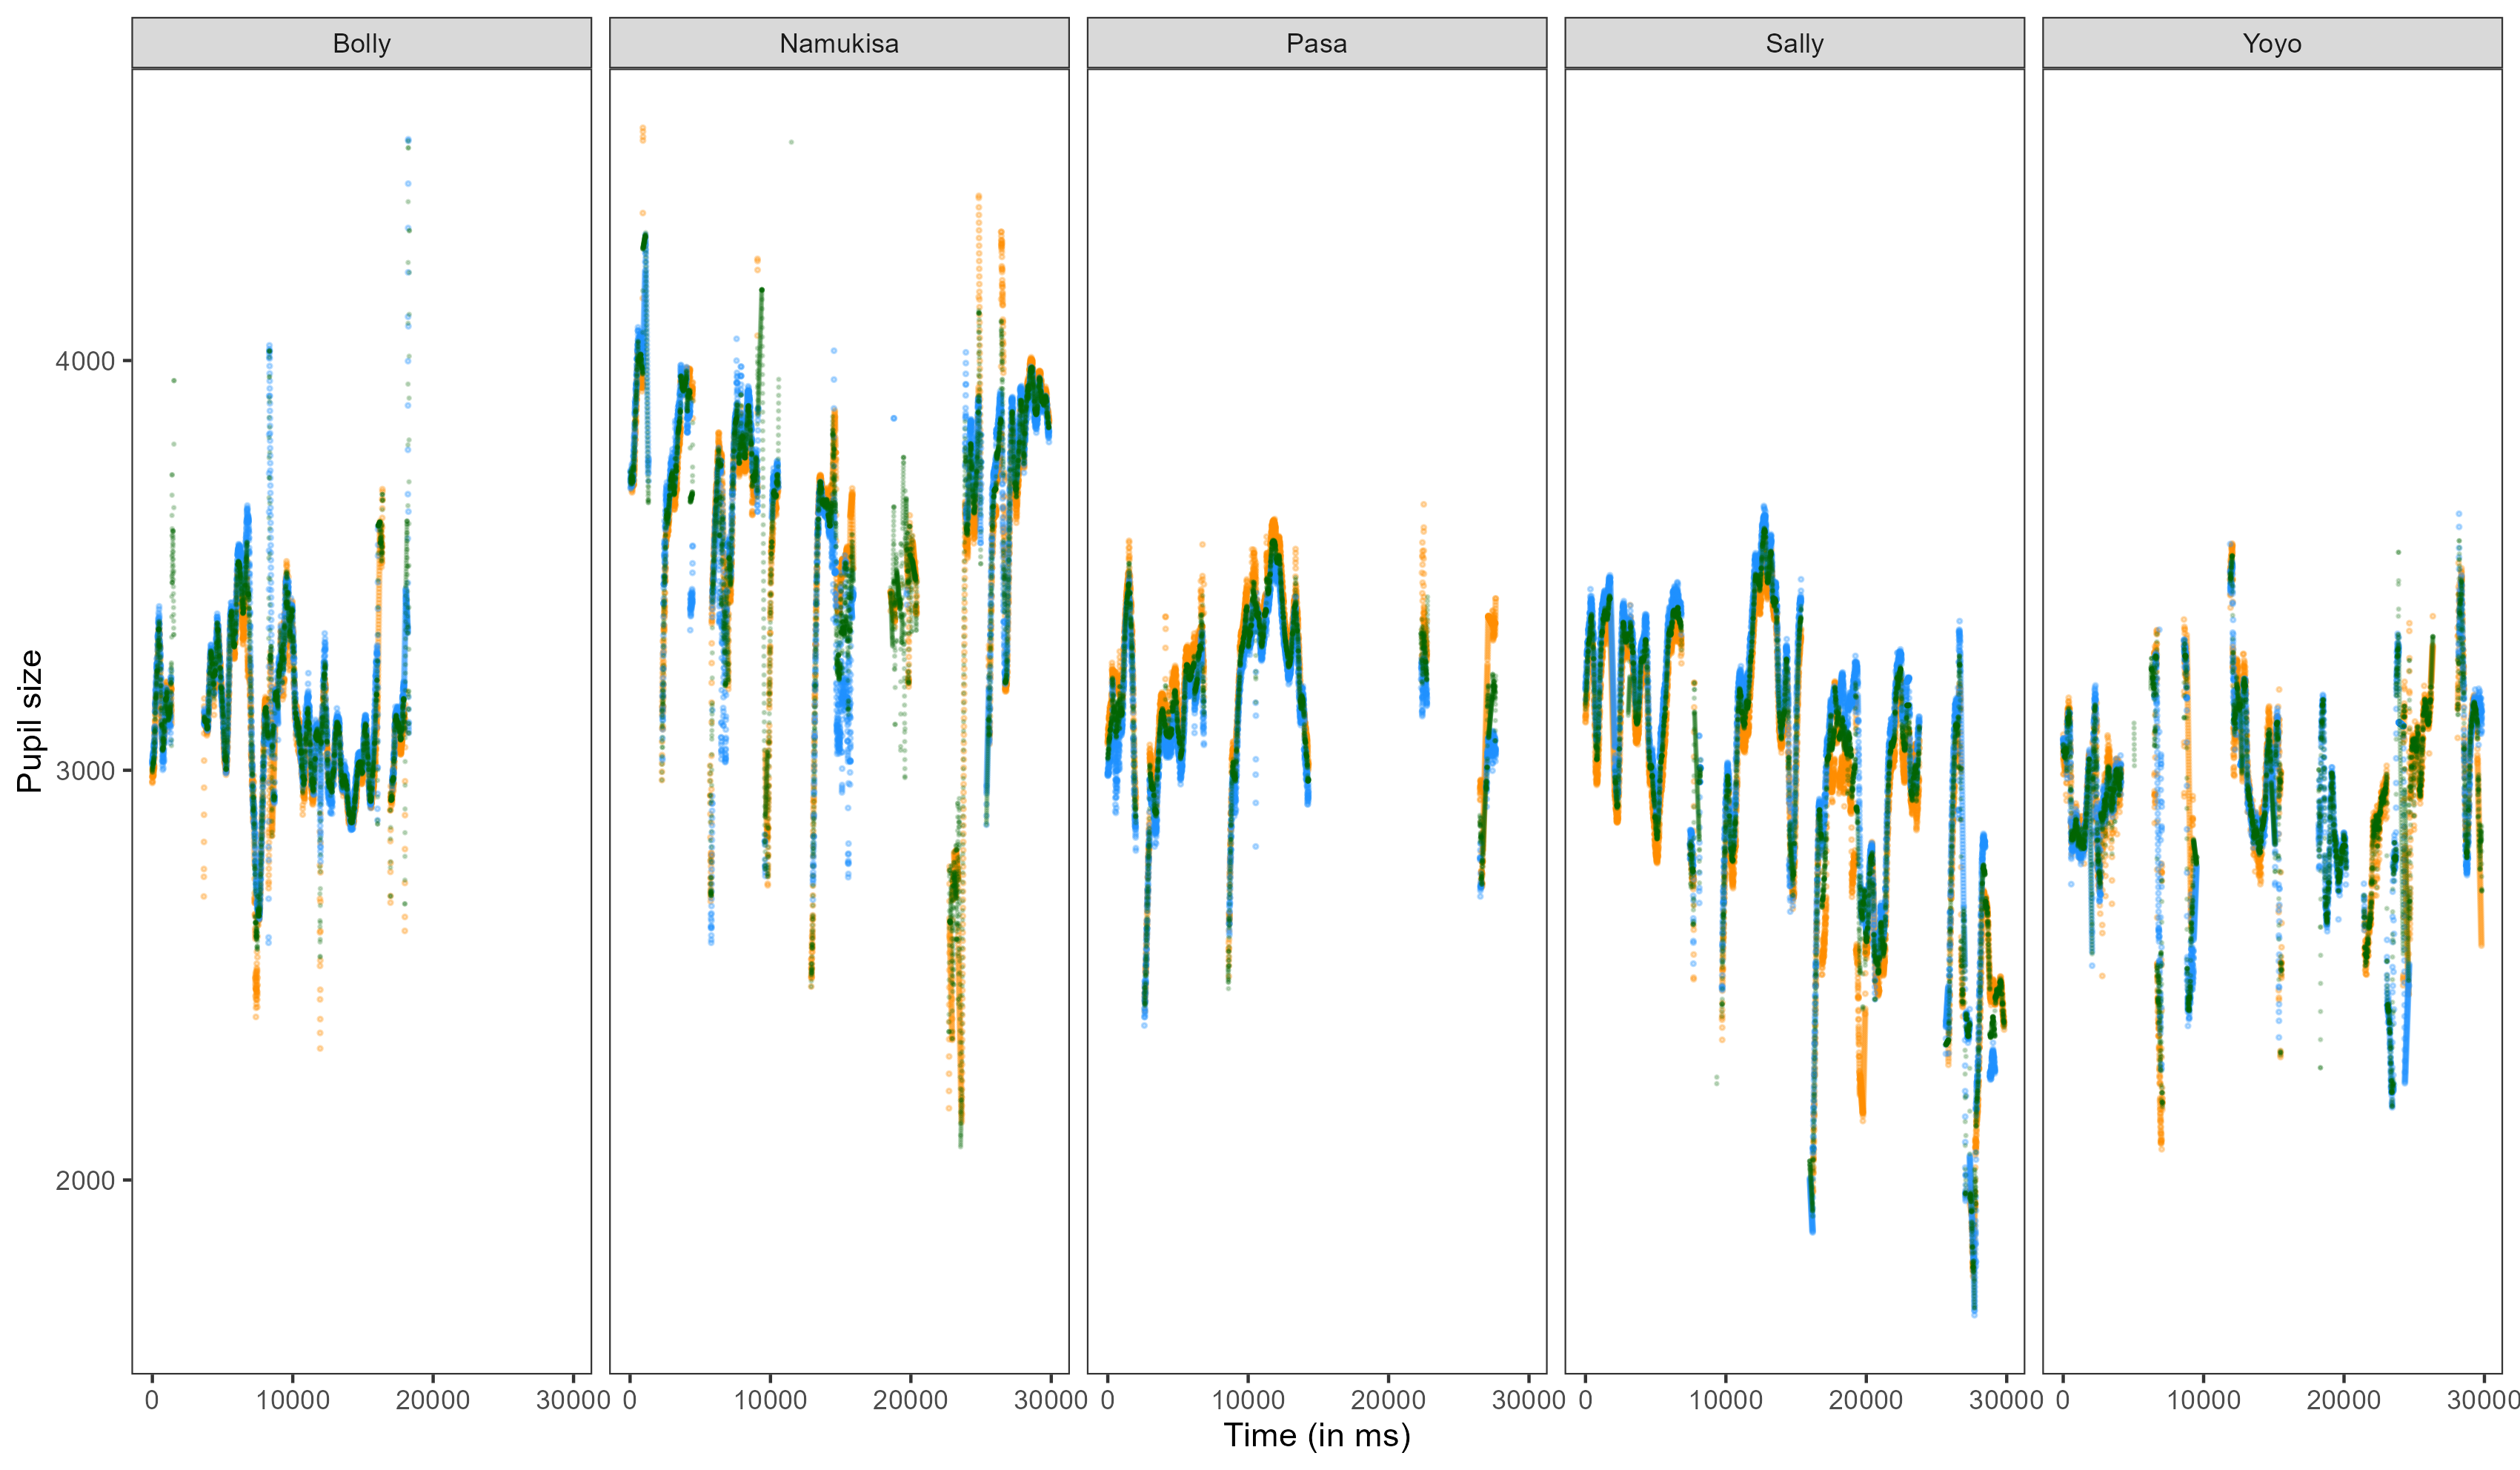 Bolly Namukisa Pasa Sally Yoyo
Pupil size
4000
3000
2000
0 10000 20000 30000 0 10000 20000 30000 0 10000 20000 30000 0 10000 20000 30000 0 10000 20000 30000
Time (in ms)